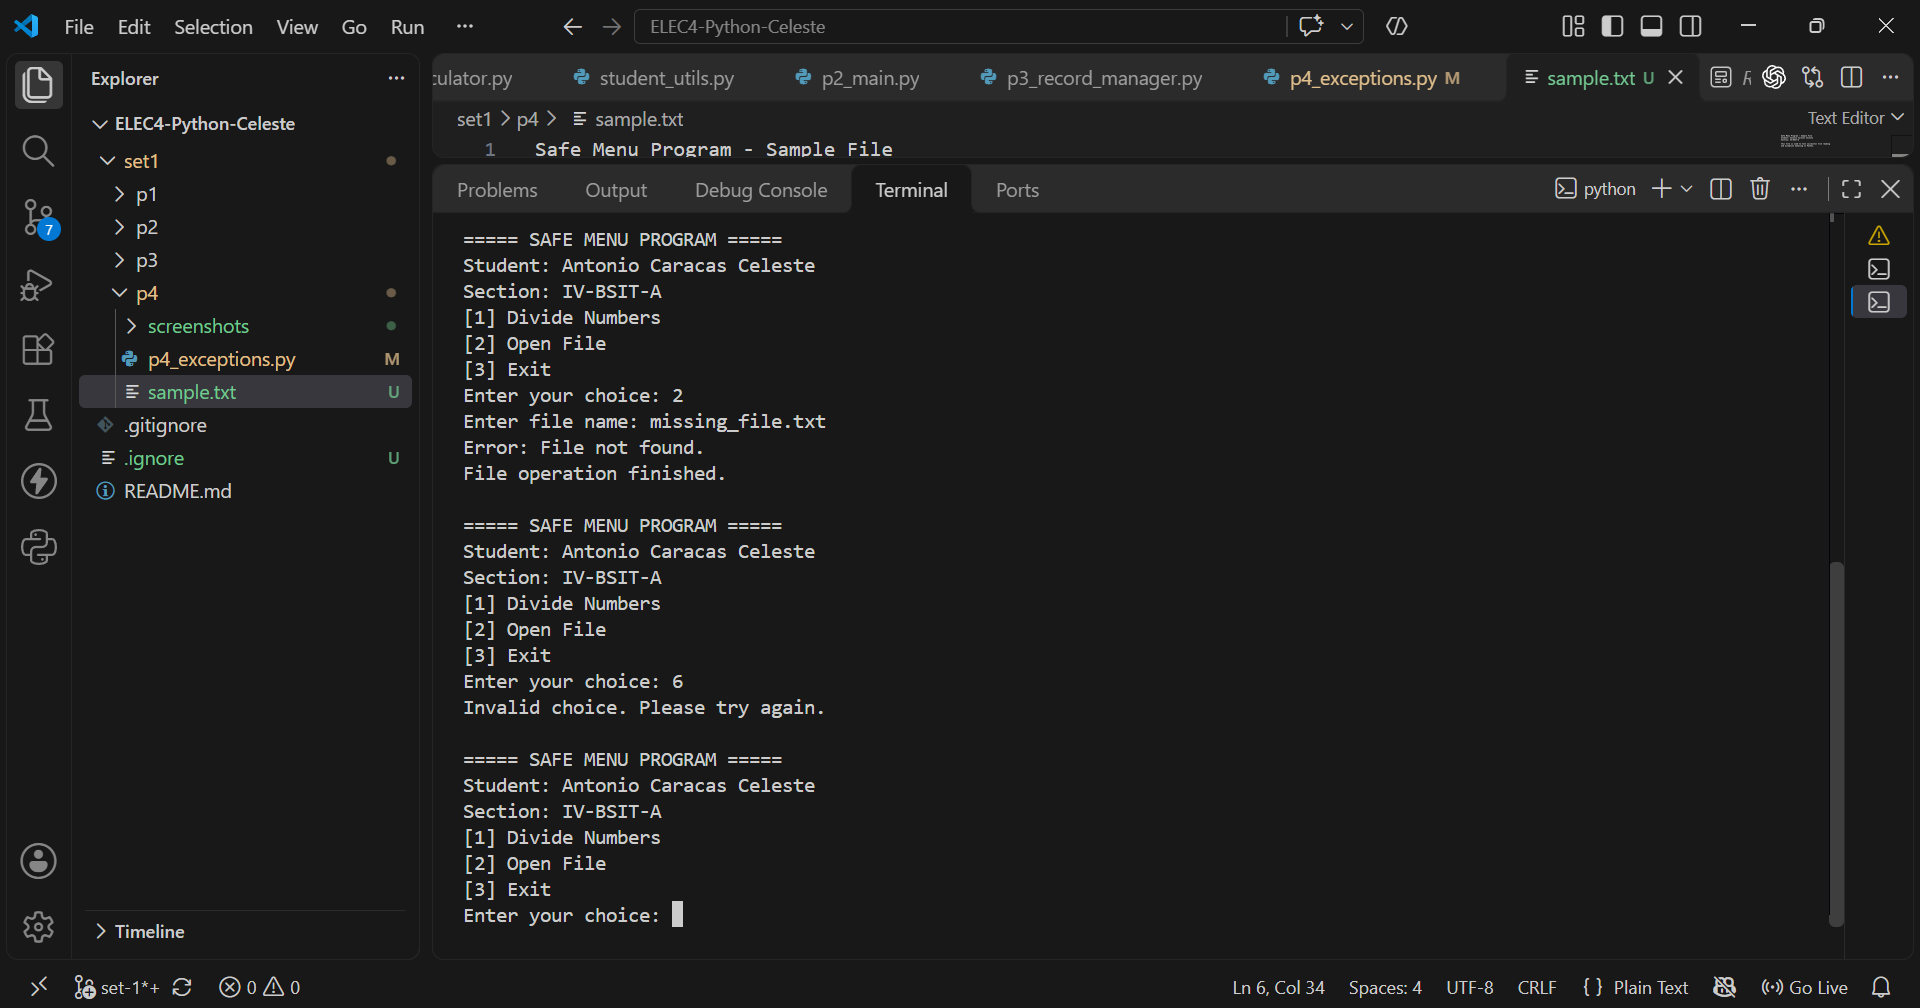 File Edit Selection View Go Run ···
ELEC4-Python-Celeste
Explorer ···
ELEC4-Python-Celeste
set1
p1
p2
p3
p4
screenshots
p4_exceptions.py M
sample.txt U
.gitignore
.ignore U
README.md
Timeline
7
culator.py student_utils.py p2_main.py p3_record_manager.py p4_exceptions.py M sample.txt U
set1 > p4 > sample.txt
Text Editor
1 Safe Menu Program - Sample File
Problems Output Debug Console Terminal Ports
python
===== SAFE MENU PROGRAM =====
Student: Antonio Caracas Celeste
Section: IV-BSIT-A
[1] Divide Numbers
[2] Open File
[3] Exit
Enter your choice: 2
Enter file name: missing_file.txt
Error: File not found.
File operation finished.
===== SAFE MENU PROGRAM =====
Student: Antonio Caracas Celeste
Section: IV-BSIT-A
[1] Divide Numbers
[2] Open File
[3] Exit
Enter your choice: 6
Invalid choice. Please try again.
===== SAFE MENU PROGRAM =====
Student: Antonio Caracas Celeste
Section: IV-BSIT-A
[1] Divide Numbers
[2] Open File
[3] Exit
Enter your choice:
set-1*+ 0 0
Ln 6, Col 34 Spaces: 4 UTF-8 CRLF { } Plain Text Go Live